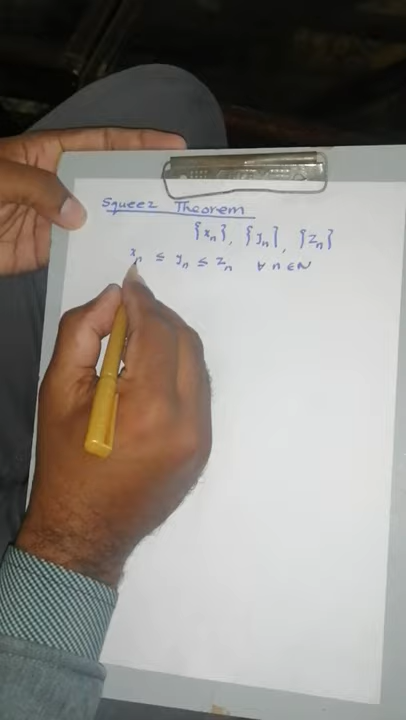 Squeez Theorem
{xₙ}, {yₙ}, {zₙ}
xₙ ≤ yₙ ≤ zₙ ∀ n ∈ N